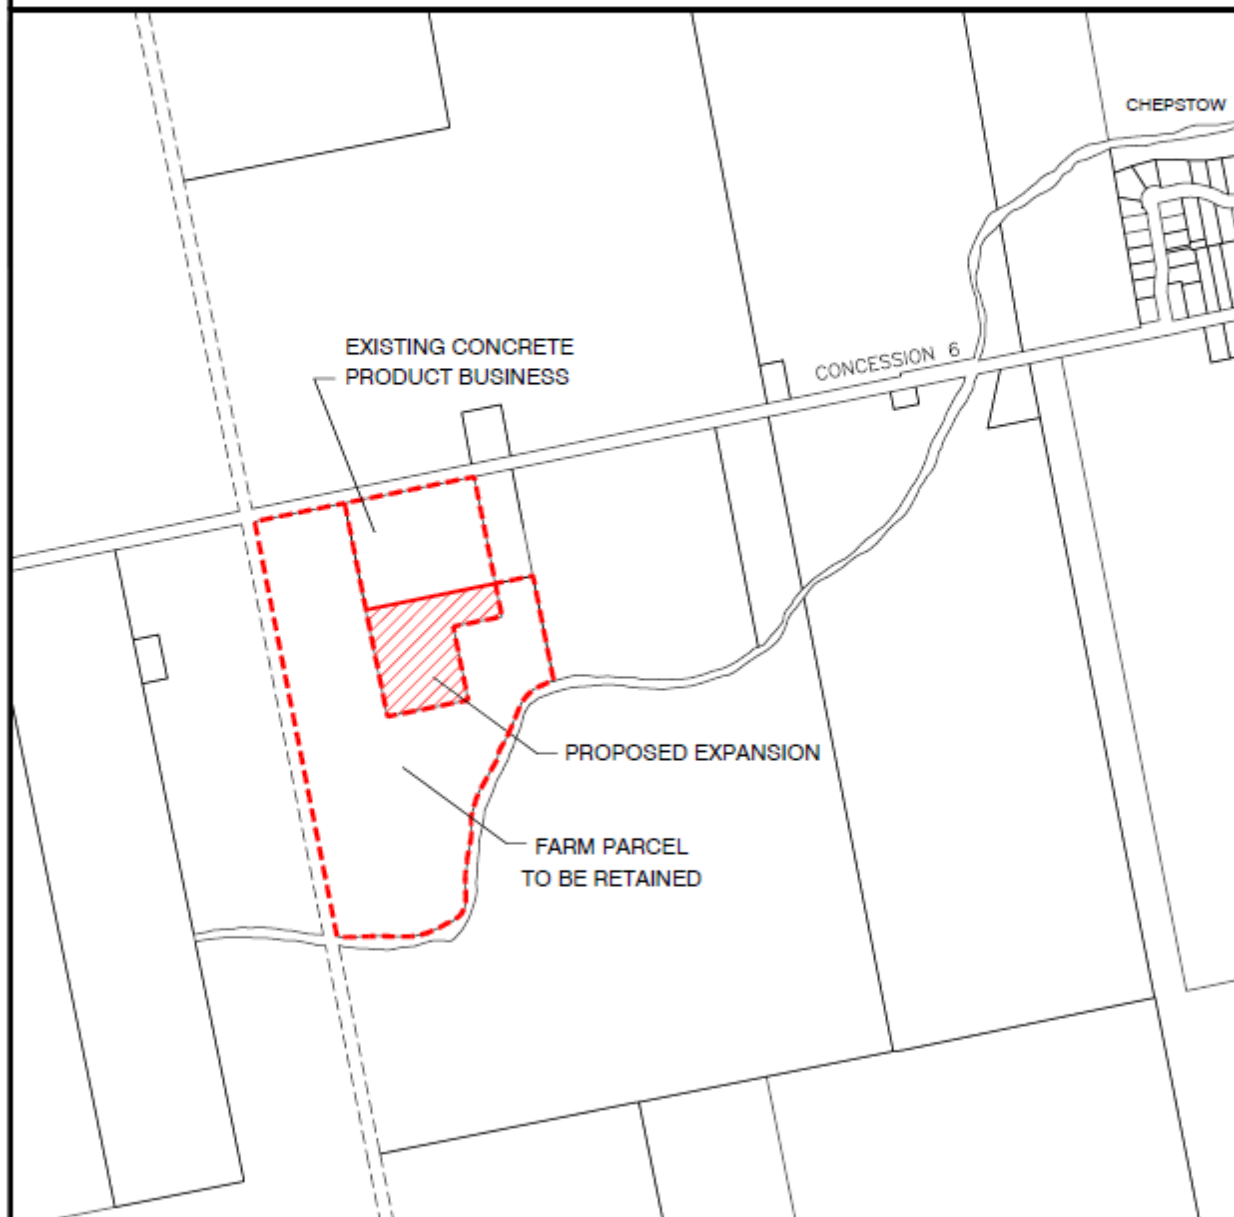 CHEPSTOW
EXISTING CONCRETE
PRODUCT BUSINESS
CONCESSION 6
PROPOSED EXPANSION
FARM PARCEL
TO BE RETAINED